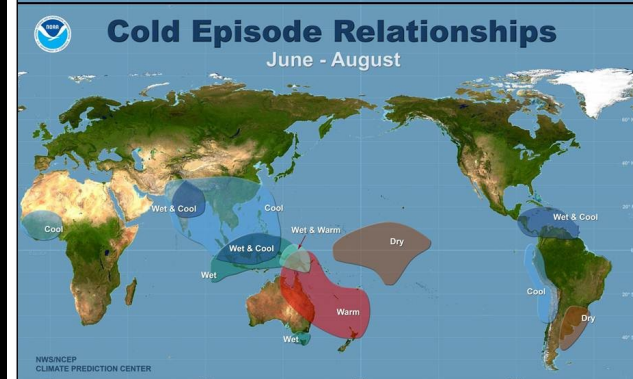 NOAA
Cold Episode Relationships
June - August
Cool
Wet & Cool
Cool
Wet & Warm
Wet & Cool
Wet
Dry
Warm
Wet
Wet & Cool
Cool
Dry
NWS/NCEP
CLIMATE PREDICTION CENTER